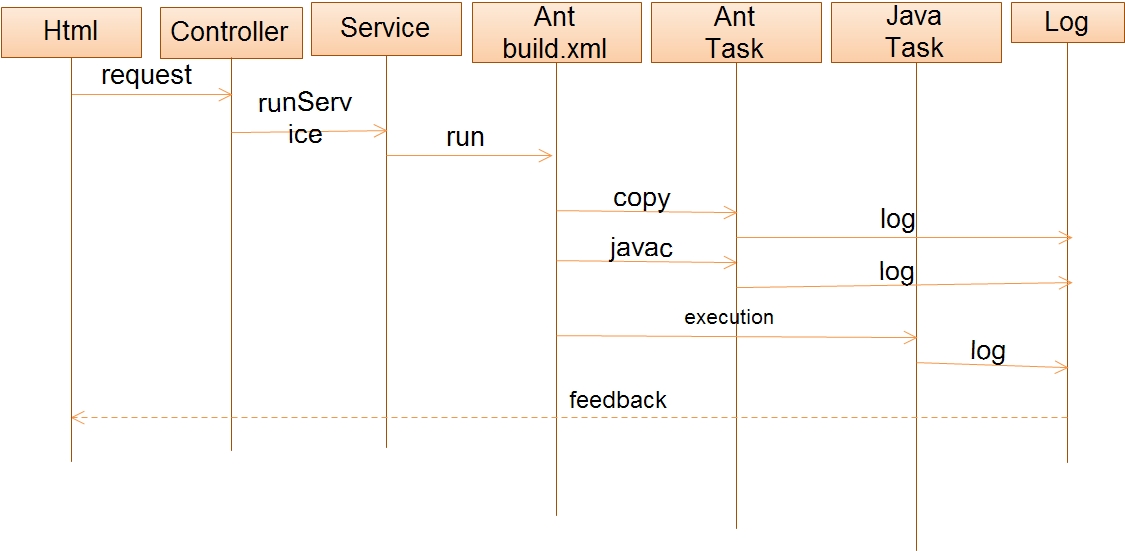 Html
Controller
Service
Ant
build.xml
Ant
Task
Java
Task
Log
request
runServ
ice
run
copy
log
javac
log
execution
log
feedback